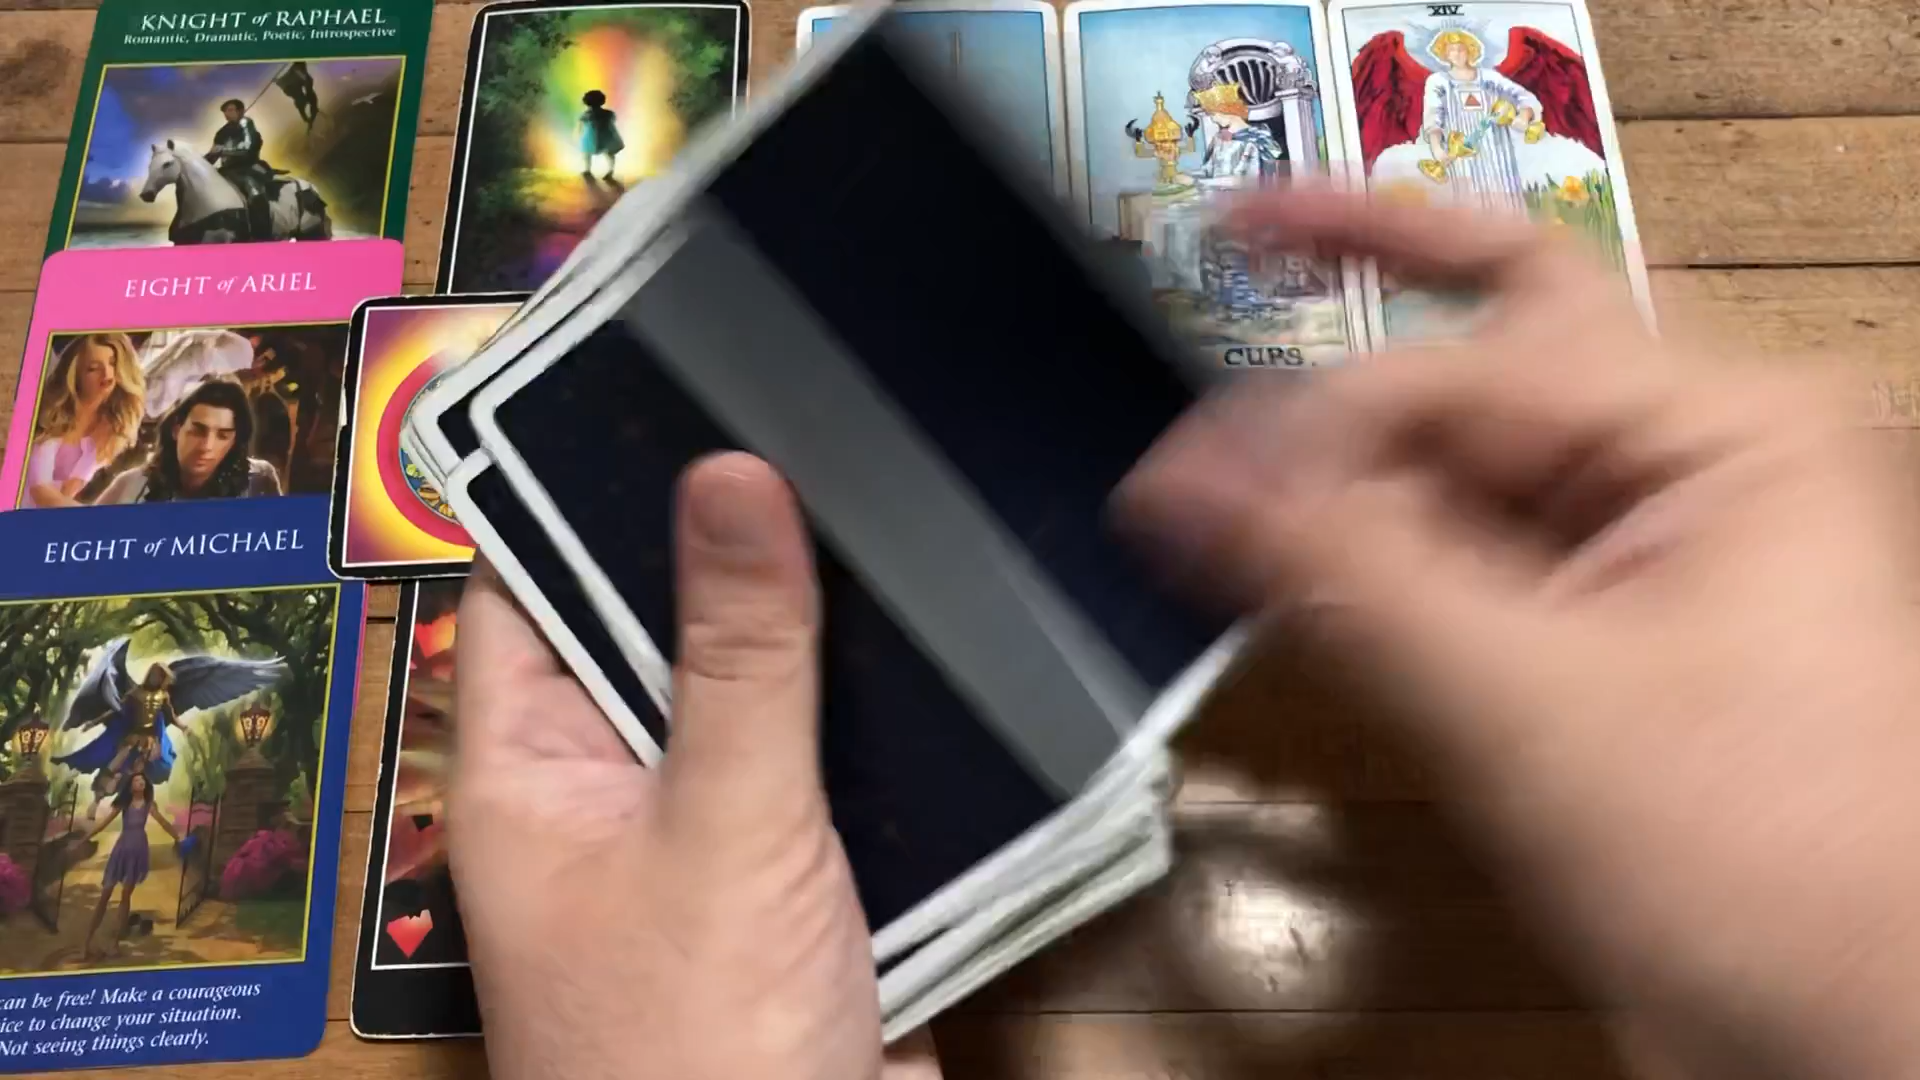 KNIGHT of RAPHAEL
Romantic, Dramatic, Poetic, Introspective
EIGHT of ARIEL
EIGHT of MICHAEL
can be free! Make a courageous
ice to change your situation.
Not seeing things clearly.
CUPS.
XIV